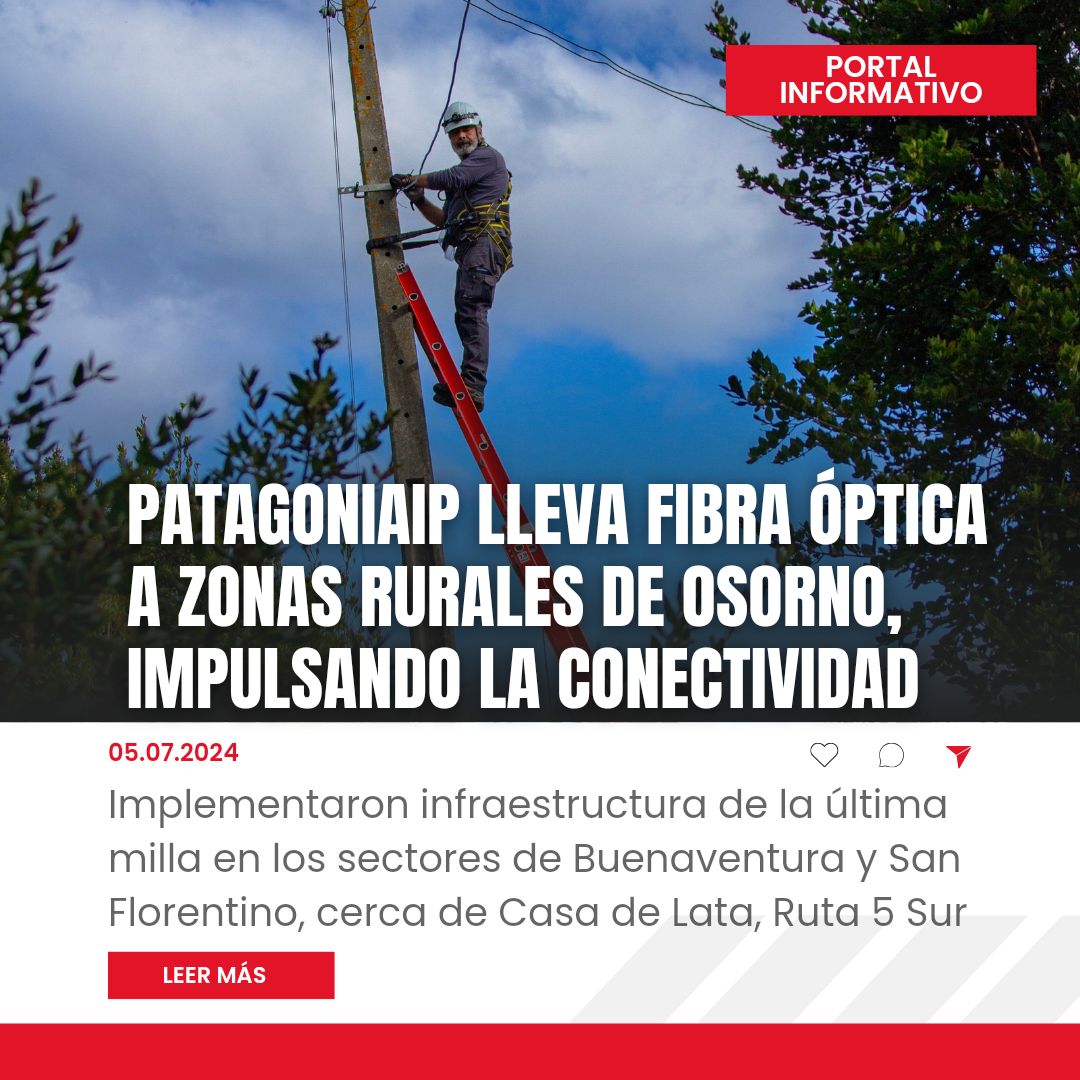 PORTAL
INFORMATIVO
PATAGONIAIP LLEVA FIBRA ÓPTICA
A ZONAS RURALES DE OSORNO,
IMPULSANDO LA CONECTIVIDAD
05.07.2024
Implementaron infraestructura de la última
milla en los sectores de Buenaventura y San
Florentino, cerca de Casa de Lata, Ruta 5 Sur
LEER MÁS